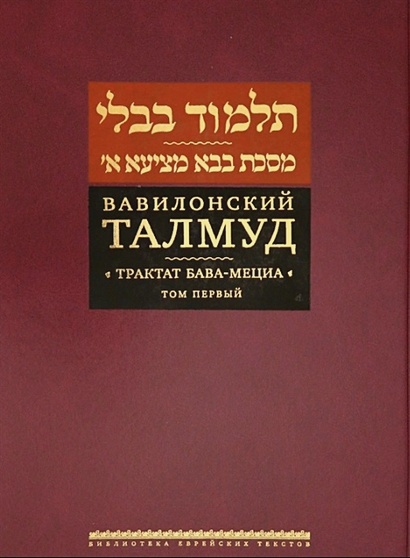 תלמוד בבלי
מסכת בבא מציעא א׳
ВАВИЛОНСКИЙ
ТАЛМУД
ТРАКТАТ БАВА-МЕЦИА
ТОМ ПЕРВЫЙ
БИБЛИОТЕКА ЕВРЕЙСКИХ ТЕКСТОВ